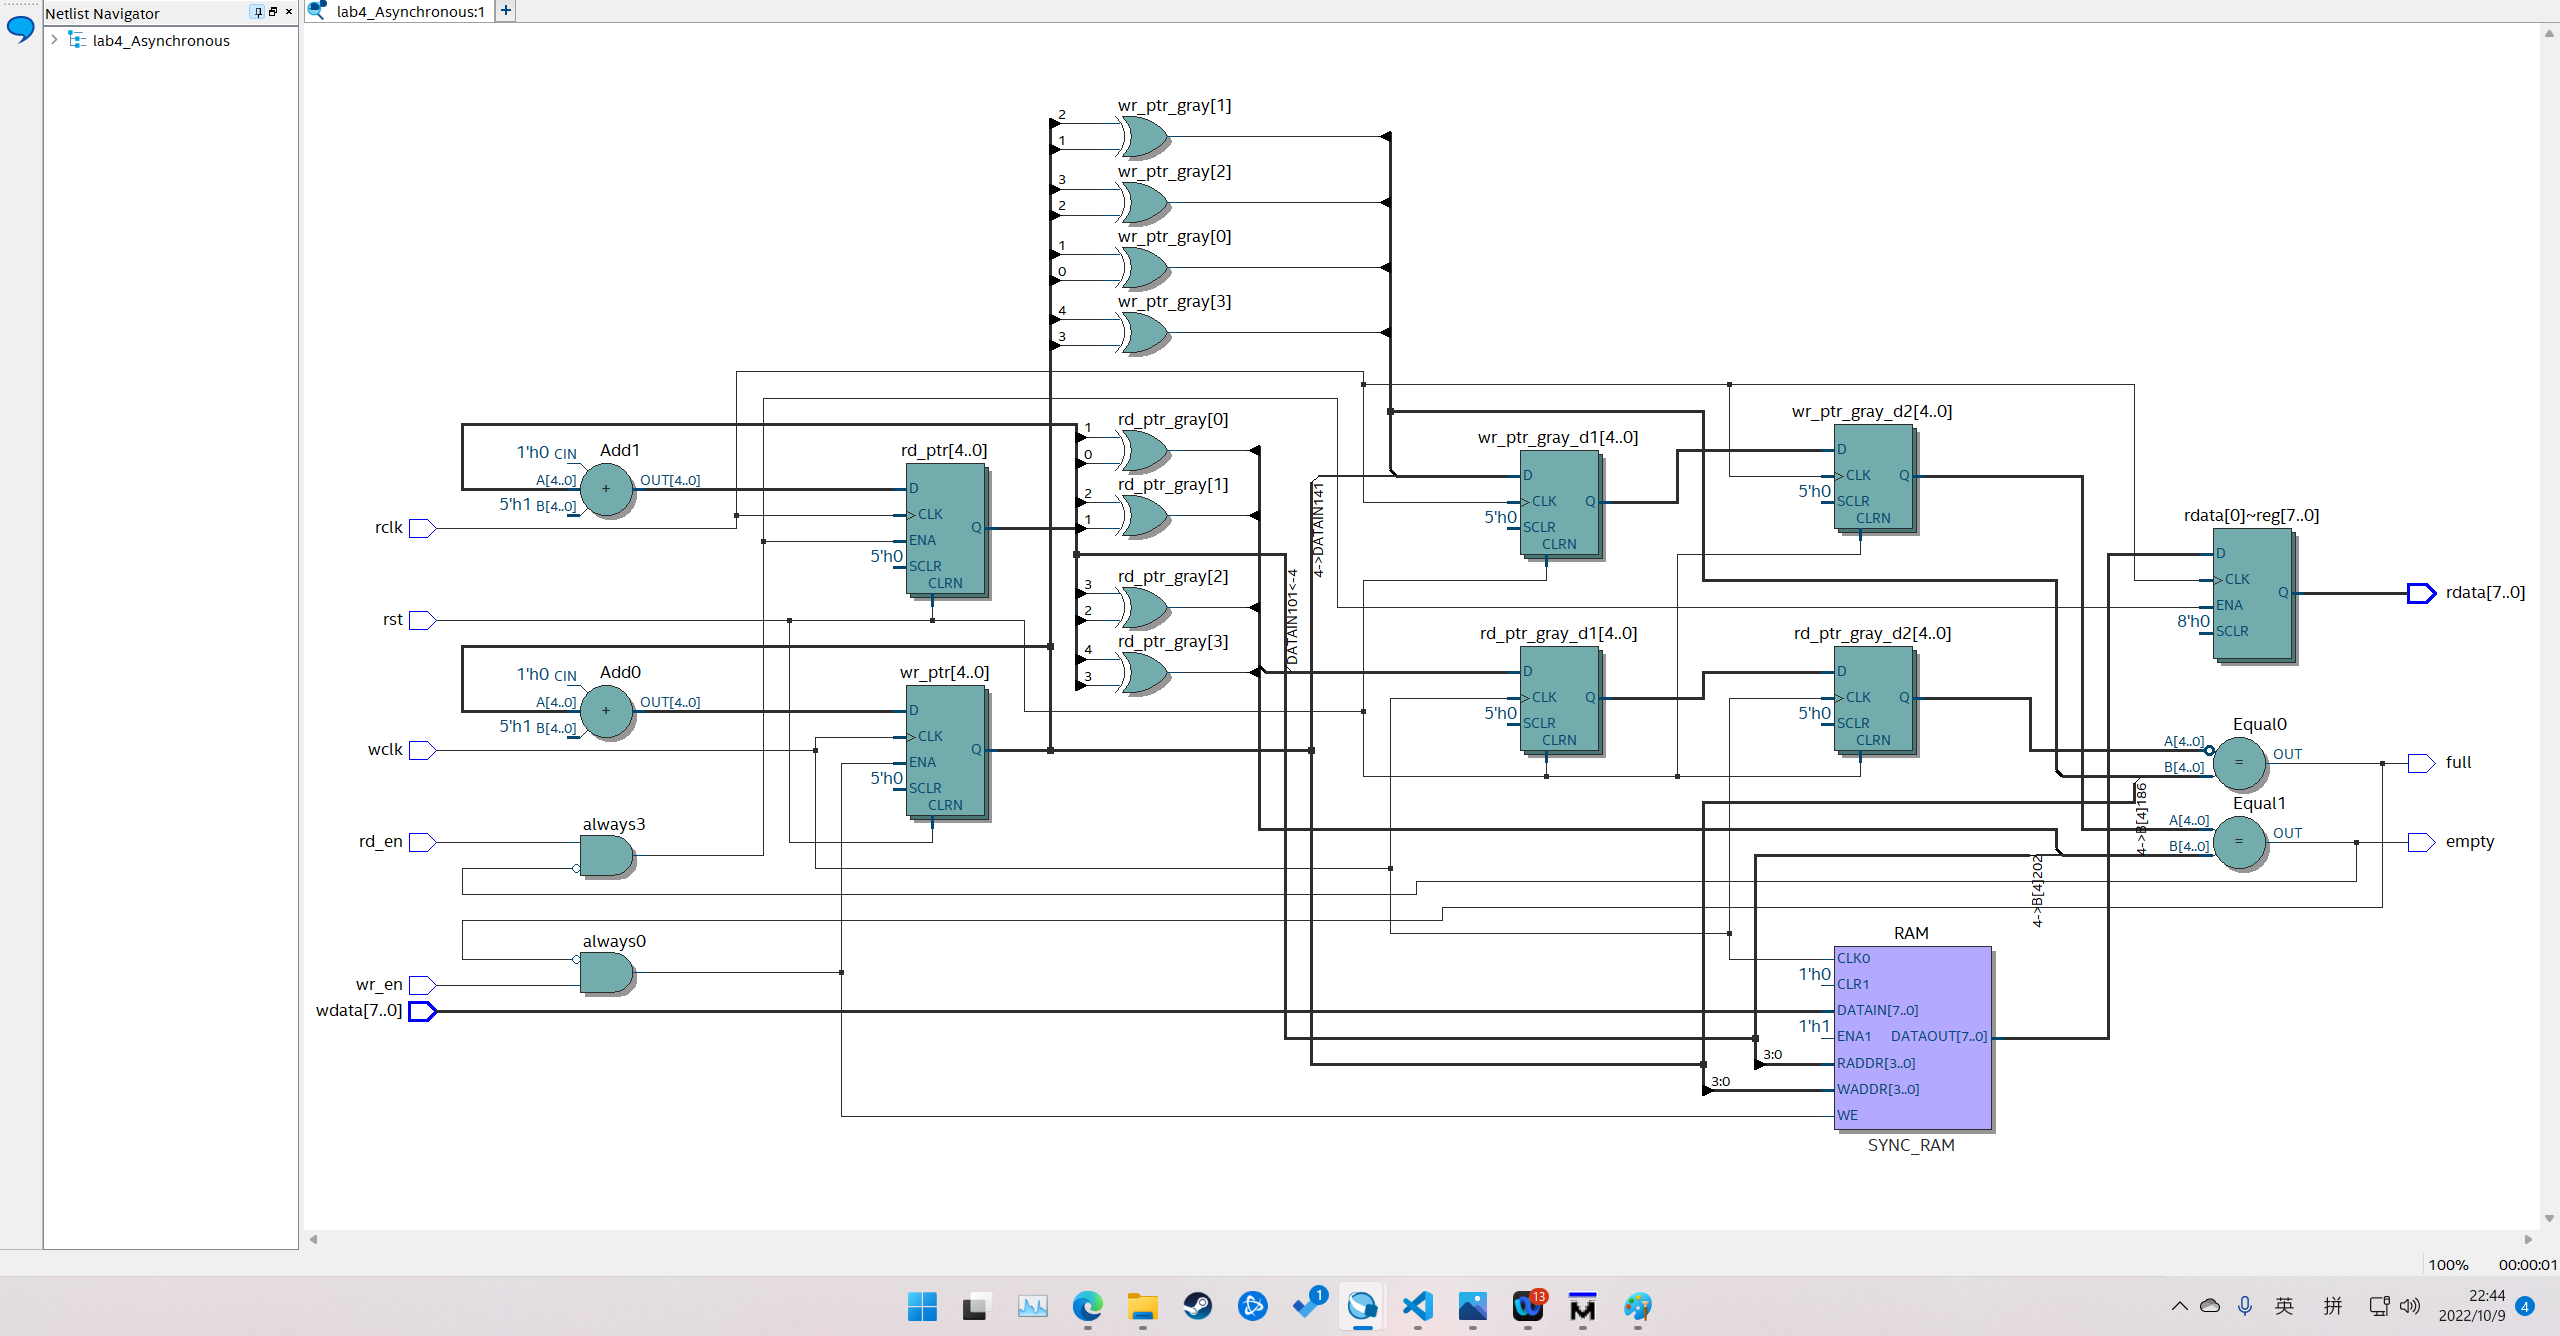 Netlist Navigator
lab4_Asynchronous
lab4_Asynchronous:1
wr_ptr_gray[1]
2
1
wr_ptr_gray[2]
3
2
wr_ptr_gray[0]
1
0
wr_ptr_gray[3]
4
3
rd_ptr_gray[0]
1
0
rd_ptr_gray[1]
2
1
rd_ptr_gray[2]
3
2
rd_ptr_gray[3]
4
3
Add1
1'h0 CIN
A[4..0]
5'h1 B[4..0]
+
OUT[4..0]
rd_ptr[4..0]
D
CLK
ENA
5'h0
SCLR
CLRN
Q
rclk
rst
Add0
1'h0 CIN
A[4..0]
5'h1 B[4..0]
+
OUT[4..0]
wr_ptr[4..0]
D
CLK
ENA
5'h0
SCLR
CLRN
Q
wclk
always3
rd_en
always0
wr_en
wdata[7..0]
DATAIN101<-4
4->DATAIN141
wr_ptr_gray_d1[4..0]
D
CLK
5'h0
SCLR
CLRN
Q
wr_ptr_gray_d2[4..0]
D
CLK
5'h0
SCLR
CLRN
Q
rd_ptr_gray_d1[4..0]
D
CLK
5'h0
SCLR
CLRN
Q
rd_ptr_gray_d2[4..0]
D
CLK
5'h0
SCLR
CLRN
Q
rdata[0]~reg[7..0]
D
CLK
ENA
8'h0
SCLR
Q
rdata[7..0]
Equal0
A[4..0]
B[4..0]
=
OUT
full
4->B[4]186
Equal1
A[4..0]
B[4..0]
=
OUT
empty
4->B[4]202
RAM
CLK0
1'h0
CLR1
DATAIN[7..0]
1'h1
ENA1
DATAOUT[7..0]
3:0
RADDR[3..0]
3:0
WADDR[3..0]
WE
SYNC_RAM
100%
00:00:01
1
13
英
拼
22:44
2022/10/9
4